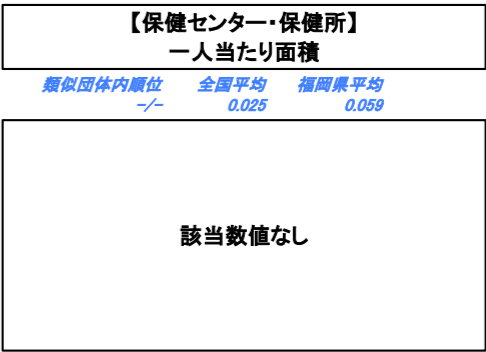 【保健センター・保健所】
一人当たり面積
類似団体内順位 全国平均 福岡県平均
-/- 0.025 0.059
該当数値なし